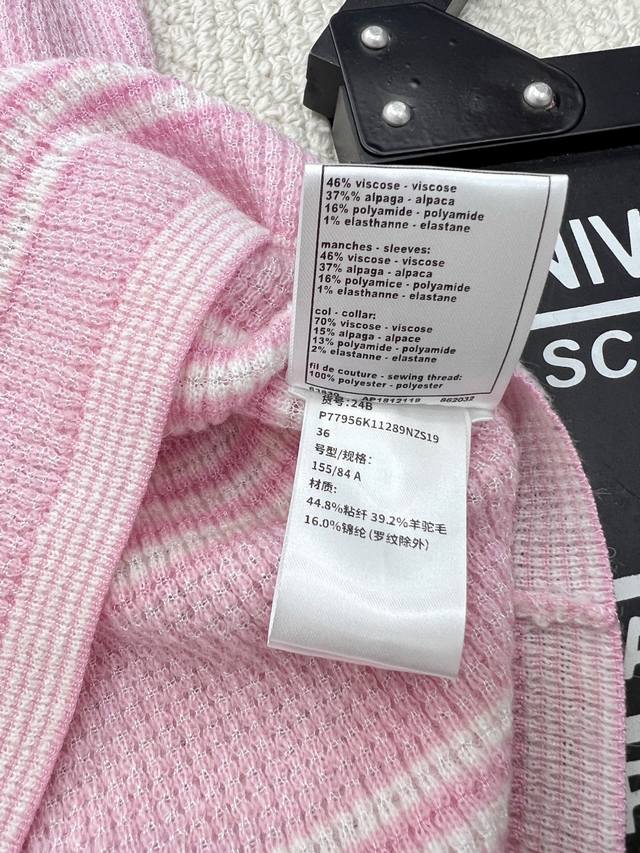 46% viscose - viscose
37%% alpaga - alpaca
16% polyamide - polyamide
1% elasthanne - elastane
manches - sleeves:
46% viscose - viscose
37% alpaga - alpaca
16% polyamice - polyamide
1% elasthanne - elastane
col - collar:
70% viscose - viscose
15% alpaga - alpace
13% polyamide - polyamide
2% elastanne - elastane
fil de couture - sewing thread:
100% polyester - polyester
AP1812118 862032
货号:24B
P77956K11289NZS19
36
号型/规格:
155/84 A
材质:
44.8%粘纤 39.2%羊驼毛
16.0%锦纶(罗纹除外)
NIV
SC